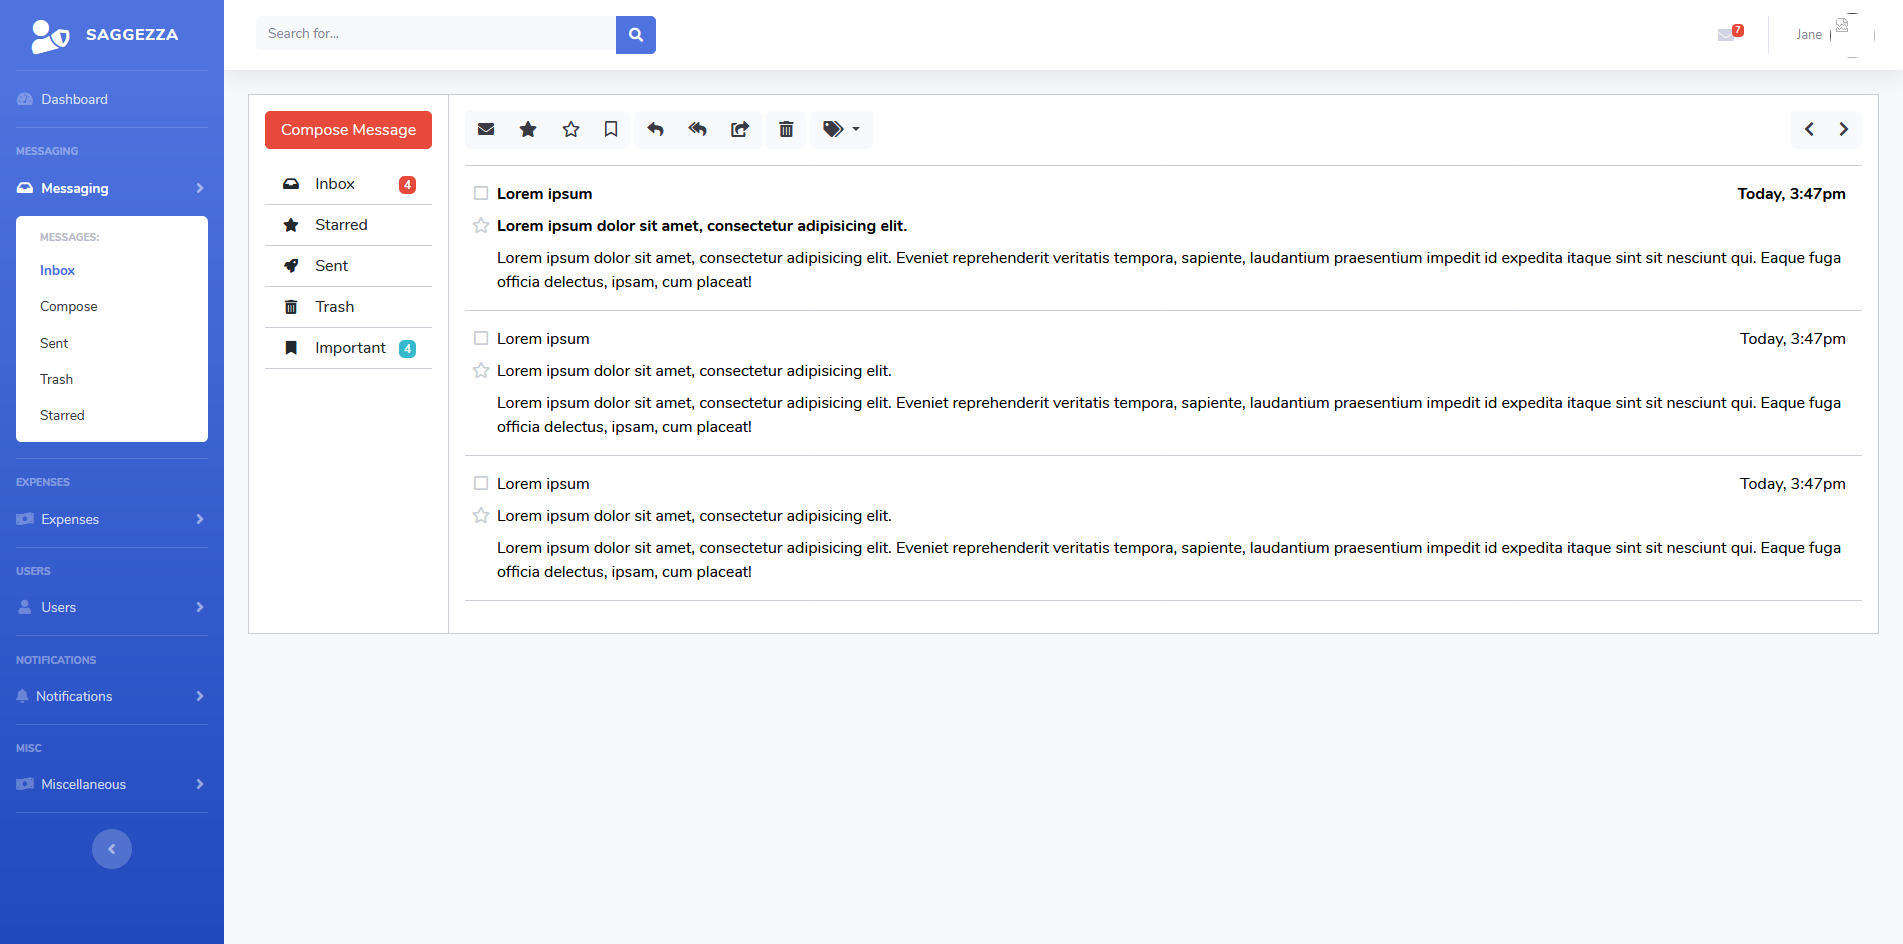 SAGGEZZA
Search for...
7
Jane
Dashboard
MESSAGING
Messaging
MESSAGES:
Inbox
Compose
Sent
Trash
Starred
EXPENSES
Expenses
USERS
Users
NOTIFICATIONS
Notifications
MISC
Miscellaneous
Compose Message
Inbox 4
Starred
Sent
Trash
Important 4
Lorem ipsum Today, 3:47pm
Lorem ipsum dolor sit amet, consectetur adipisicing elit.
Lorem ipsum dolor sit amet, consectetur adipisicing elit. Eveniet reprehenderit veritatis tempora, sapiente, laudantium praesentium impedit id expedita itaque sint sit nesciunt qui. Eaque fuga
officia delectus, ipsam, cum placeat!
Lorem ipsum Today, 3:47pm
Lorem ipsum dolor sit amet, consectetur adipisicing elit.
Lorem ipsum dolor sit amet, consectetur adipisicing elit. Eveniet reprehenderit veritatis tempora, sapiente, laudantium praesentium impedit id expedita itaque sint sit nesciunt qui. Eaque fuga
officia delectus, ipsam, cum placeat!
Lorem ipsum Today, 3:47pm
Lorem ipsum dolor sit amet, consectetur adipisicing elit.
Lorem ipsum dolor sit amet, consectetur adipisicing elit. Eveniet reprehenderit veritatis tempora, sapiente, laudantium praesentium impedit id expedita itaque sint sit nesciunt qui. Eaque fuga
officia delectus, ipsam, cum placeat!